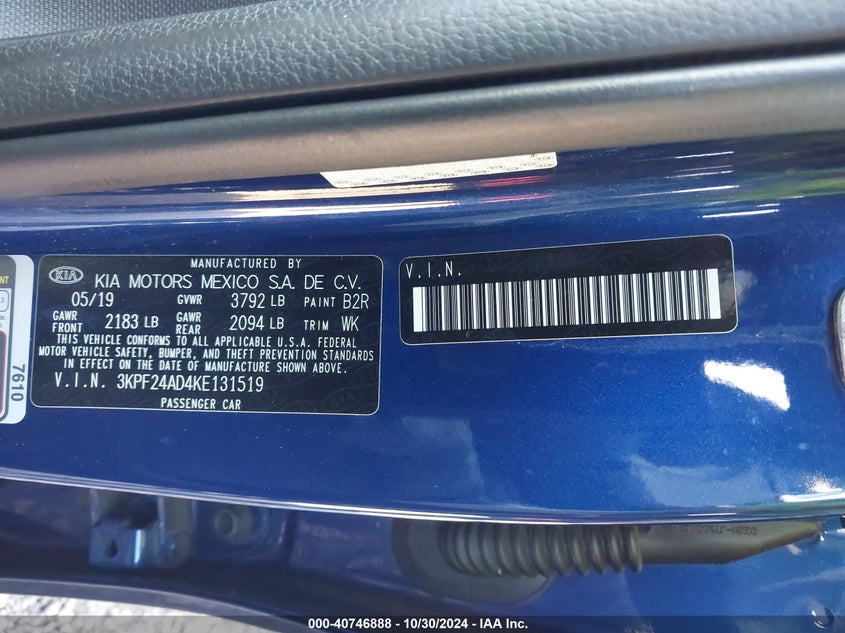 MANUFACTURED BY
KIA KIA MOTORS MEXICO S.A. DE C.V.
05/19 GVWR 3792 LB PAINT B2R
GAWR FRONT 2183 LB GAWR REAR 2094 LB TRIM WK
THIS VEHICLE CONFORMS TO ALL APPLICABLE U.S.A. FEDERAL
MOTOR VEHICLE SAFETY, BUMPER, AND THEFT PREVENTION STANDARDS
IN EFFECT ON THE DATE OF MANUFACTURE SHOWN ABOVE.
V.I.N. 3KPF24AD4KE131519
PASSENGER CAR
V.I.N.
7610
000-40746888 - 10/30/2024 - IAA Inc.